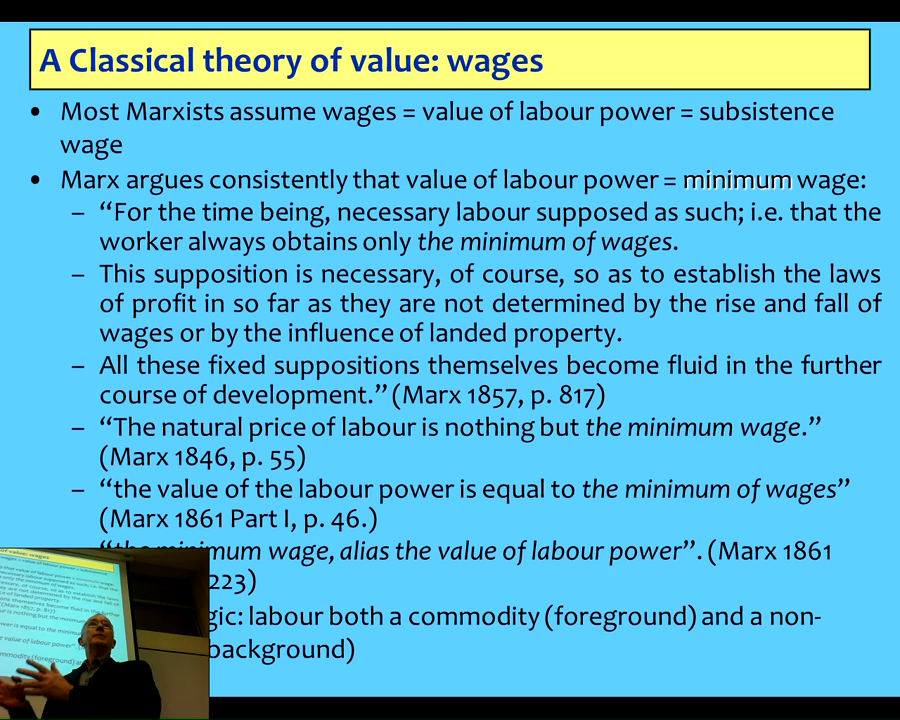 A Classical theory of value: wages
• Most Marxists assume wages = value of labour power = subsistence
wage
• Marx argues consistently that value of labour power = minimum wage:
– “For the time being, necessary labour supposed as such; i.e. that the
worker always obtains only the minimum of wages.
– This supposition is necessary, of course, so as to establish the laws
of profit in so far as they are not determined by the rise and fall of
wages or by the influence of landed property.
– All these fixed suppositions themselves become fluid in the further
course of development.” (Marx 1857, p. 817)
– “The natural price of labour is nothing but the minimum wage.”
(Marx 1846, p. 55)
– “the value of the labour power is equal to the minimum of wages”
(Marx 1861 Part I, p. 46.)
“the minimum wage, alias the value of labour power”. (Marx 1861
223)
gic: labour both a commodity (foreground) and a non-
background)